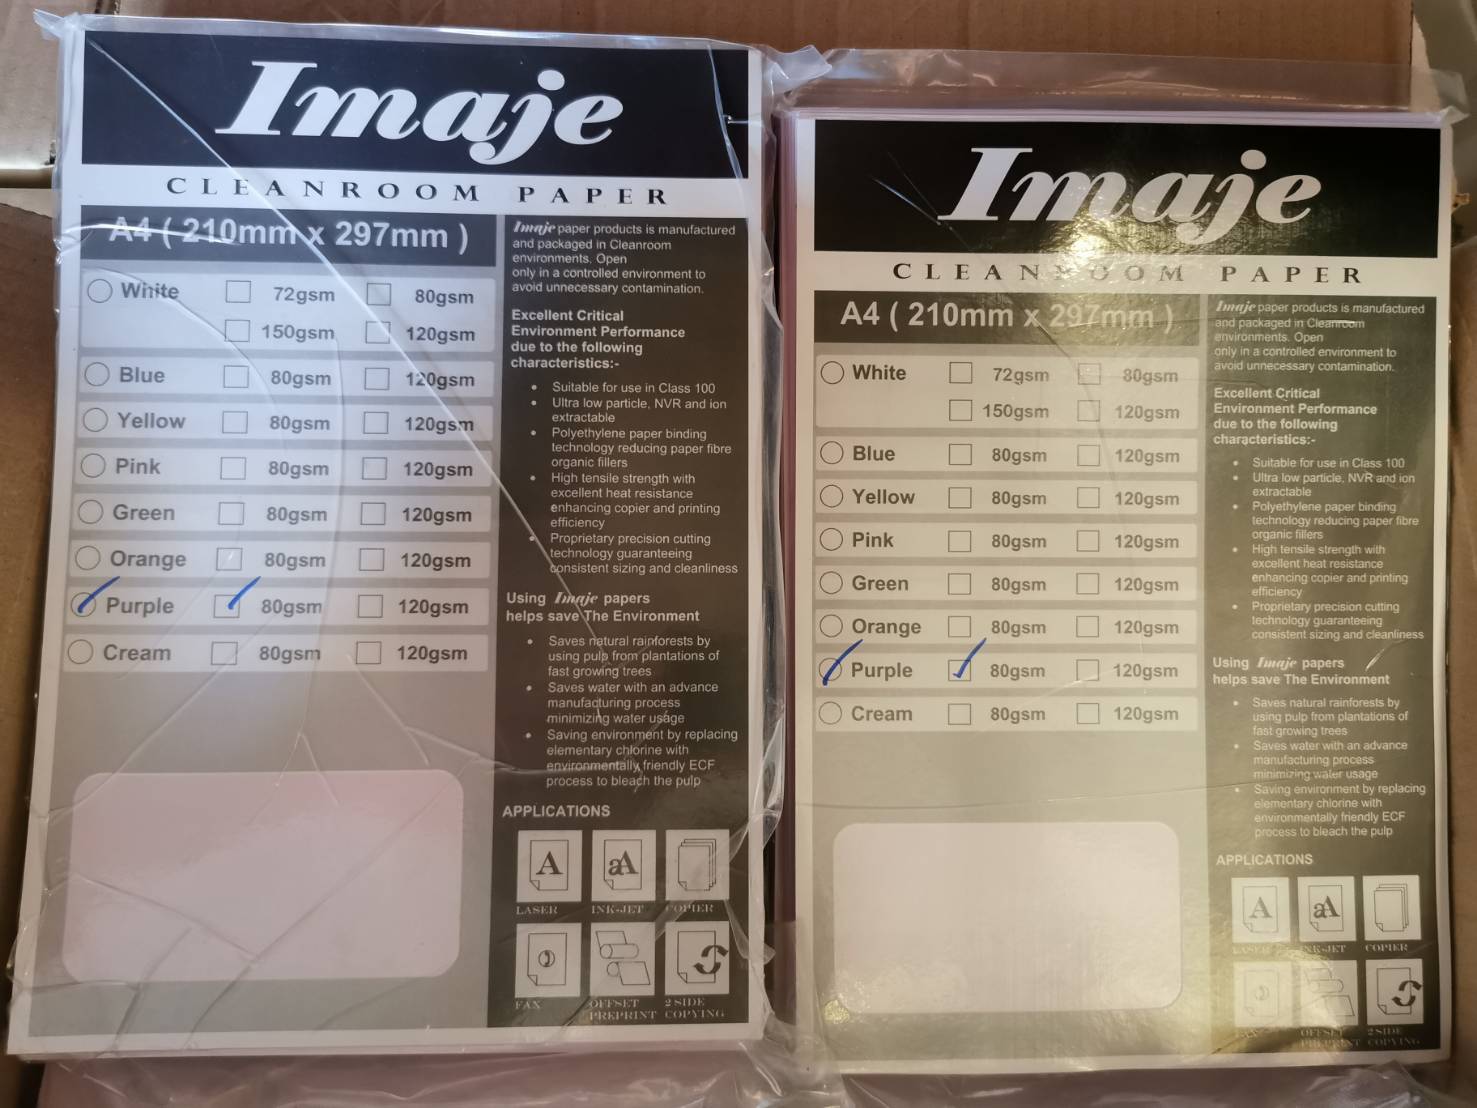 Imaje
CLEANROOM PAPER
A4 ( 210mm x 297mm )
White 72gsm 80gsm
150gsm 120gsm
Blue 80gsm 120gsm
Yellow 80gsm 120gsm
Pink 80gsm 120gsm
Green 80gsm 120gsm
Orange 80gsm 120gsm
Purple 80gsm 120gsm
Cream 80gsm 120gsm
Imaje paper products is manufactured
and packaged in Cleanroom
environments. Open
only in a controlled environment to
avoid unnecessary contamination.
Excellent Critical
Environment Performance
due to the following
characteristics:-
• Suitable for use in Class 100
• Ultra low particle, NVR and ion
extractable
• Polyethylene paper binding
technology reducing paper fibre
organic fillers
• High tensile strength with
excellent heat resistance
enhancing copier and printing
efficiency
• Proprietary precision cutting
technology guaranteeing
consistent sizing and cleanliness
Using Imaje papers
helps save The Environment
• Saves natural rainforests by
using pulp from plantations of
fast growing trees
• Saves water with an advance
manufacturing process
minimizing water usage
• Saving environment by replacing
elementary chlorine with
environmentally friendly ECF
process to bleach the pulp
APPLICATIONS
A aA
LASER INK-JET COPIER
FAX OFFSET 2 SIDE
PREPRINT COPYING
Imaje
CLEANROOM PAPER
A4 ( 210mm x 297mm )
White 72gsm 80gsm
150gsm 120gsm
Blue 80gsm 120gsm
Yellow 80gsm 120gsm
Pink 80gsm 120gsm
Green 80gsm 120gsm
Orange 80gsm 120gsm
Purple 80gsm 120gsm
Cream 80gsm 120gsm
Imaje paper products is manufactured
and packaged in Cleanroom
environments. Open
only in a controlled environment to
avoid unnecessary contamination.
Excellent Critical
Environment Performance
due to the following
characteristics:-
• Suitable for use in Class 100
• Ultra low particle, NVR and ion
extractable
• Polyethylene paper binding
technology reducing paper fibre
organic fillers
• High tensile strength with
excellent heat resistance
enhancing copier and printing
efficiency
• Proprietary precision cutting
technology guaranteeing
consistent sizing and cleanliness
Using Imaje papers
helps save The Environment
• Saves natural rainforests by
using pulp from plantations of
fast growing trees
• Saves water with an advance
manufacturing process
minimizing water usage
• Saving environment by replacing
elementary chlorine with
environmentally friendly ECF
process to bleach the pulp
APPLICATIONS
A aA
LASER INK-JET COPIER
FAX OFFSET 2 SIDE
PREPRINT COPYING